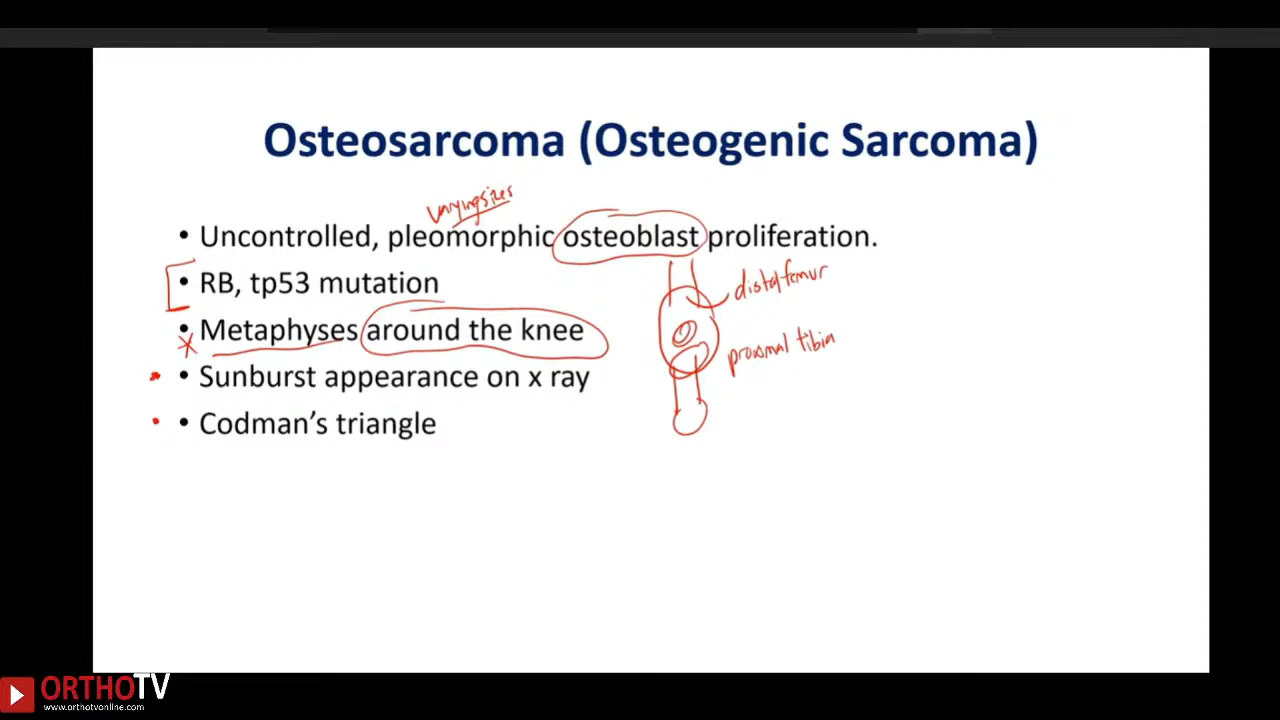 Osteosarcoma (Osteogenic Sarcoma)
varying sizes
• Uncontrolled, pleomorphic osteoblast proliferation.
• RB, tp53 mutation
distal femur
• Metaphyses around the knee
proximal tibia
• Sunburst appearance on x ray
• Codman’s triangle
ORTHOTV
www.orthotvonline.com